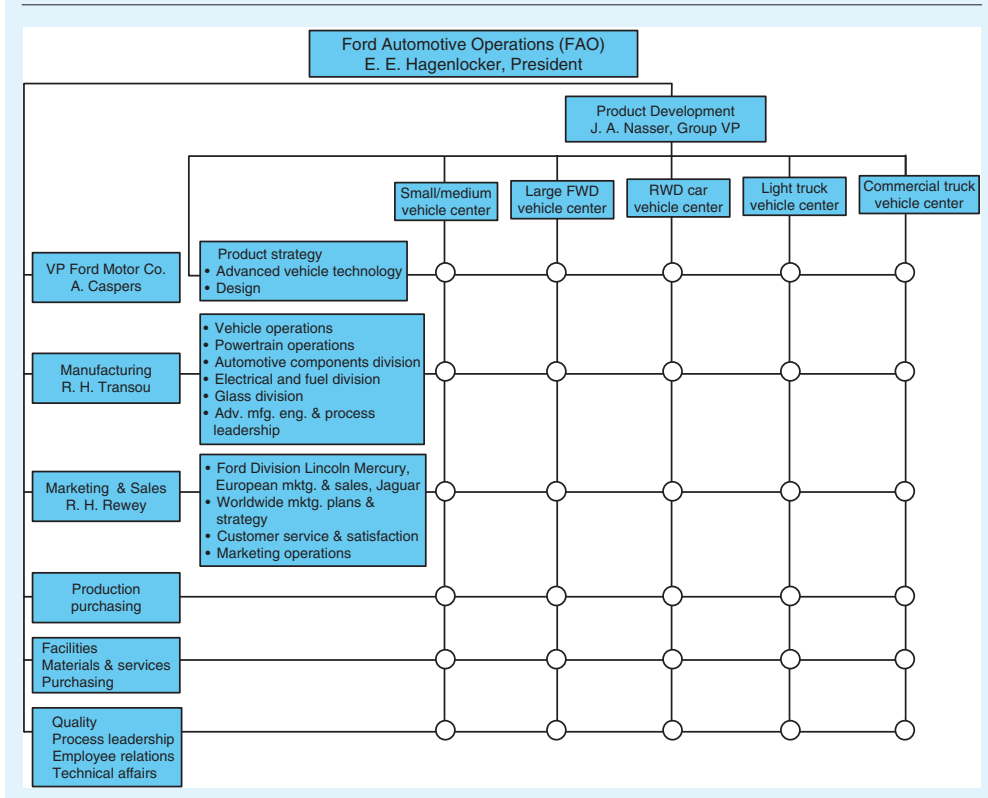 Ford Automotive Operations (FAO)
E. E. Hagenlocker, President
Product Development
J. A. Nasser, Group VP
Small/medium
vehicle center
Large FWD
vehicle center
RWD car
vehicle center
Light truck
vehicle center
Commercial truck
vehicle center
VP Ford Motor Co.
A. Caspers
Product strategy
• Advanced vehicle technology
• Design
Manufacturing
R. H. Transou
• Vehicle operations
• Powertrain operations
• Automotive components division
• Electrical and fuel division
• Glass division
• Adv. mfg. eng. & process
leadership
Marketing & Sales
R. H. Rewey
• Ford Division Lincoln Mercury,
European mktg. & sales, Jaguar
• Worldwide mktg. plans &
strategy
• Customer service & satisfaction
• Marketing operations
Production
purchasing
Facilities
Materials & services
Purchasing
Quality
Process leadership
Employee relations
Technical affairs